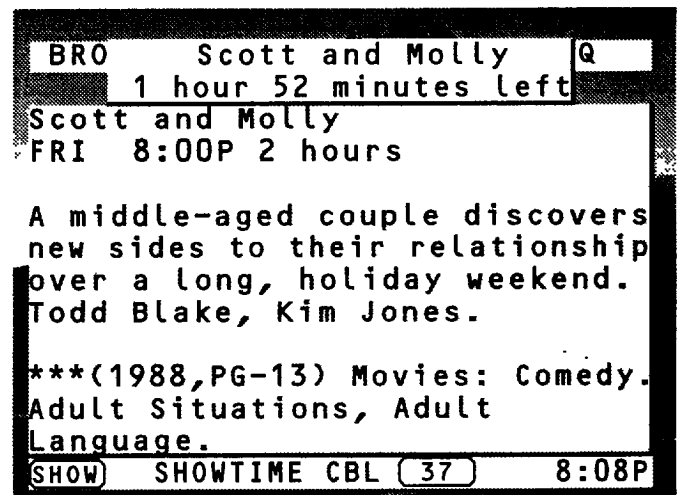 BRO Scott and Molly Q
1 hour 52 minutes left
Scott and Molly
FRI 8:00P 2 hours
A middle-aged couple discovers
new sides to their relationship
over a long, holiday weekend.
Todd Blake, Kim Jones.
***(1988,PG-13) Movies: Comedy.
Adult Situations, Adult
Language.
SHOW SHOWTIME CBL 37 8:08P